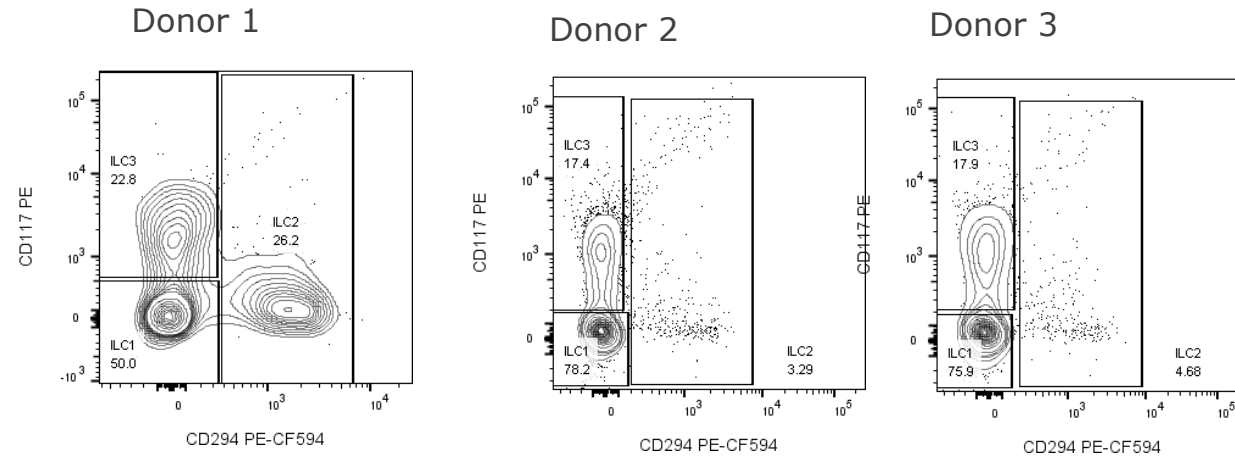 Donor 1
Donor 2
Donor 3
10^5
10^4
10^3
0
-10^3
CD117 PE
ILC3
22.8
ILC2
26.2
ILC1
50.0
0
10^3
10^4
CD294 PE-CF594
10^5
10^4
10^3
0
CD117 PE
ILC3
17.4
ILC1
78.2
ILC2
3.29
0
10^3
10^4
10^5
CD294 PE-CF594
10^5
10^4
10^3
0
CD117 PE
ILC3
17.9
ILC1
75.9
ILC2
4.68
0
10^3
10^4
10^5
CD294 PE-CF594